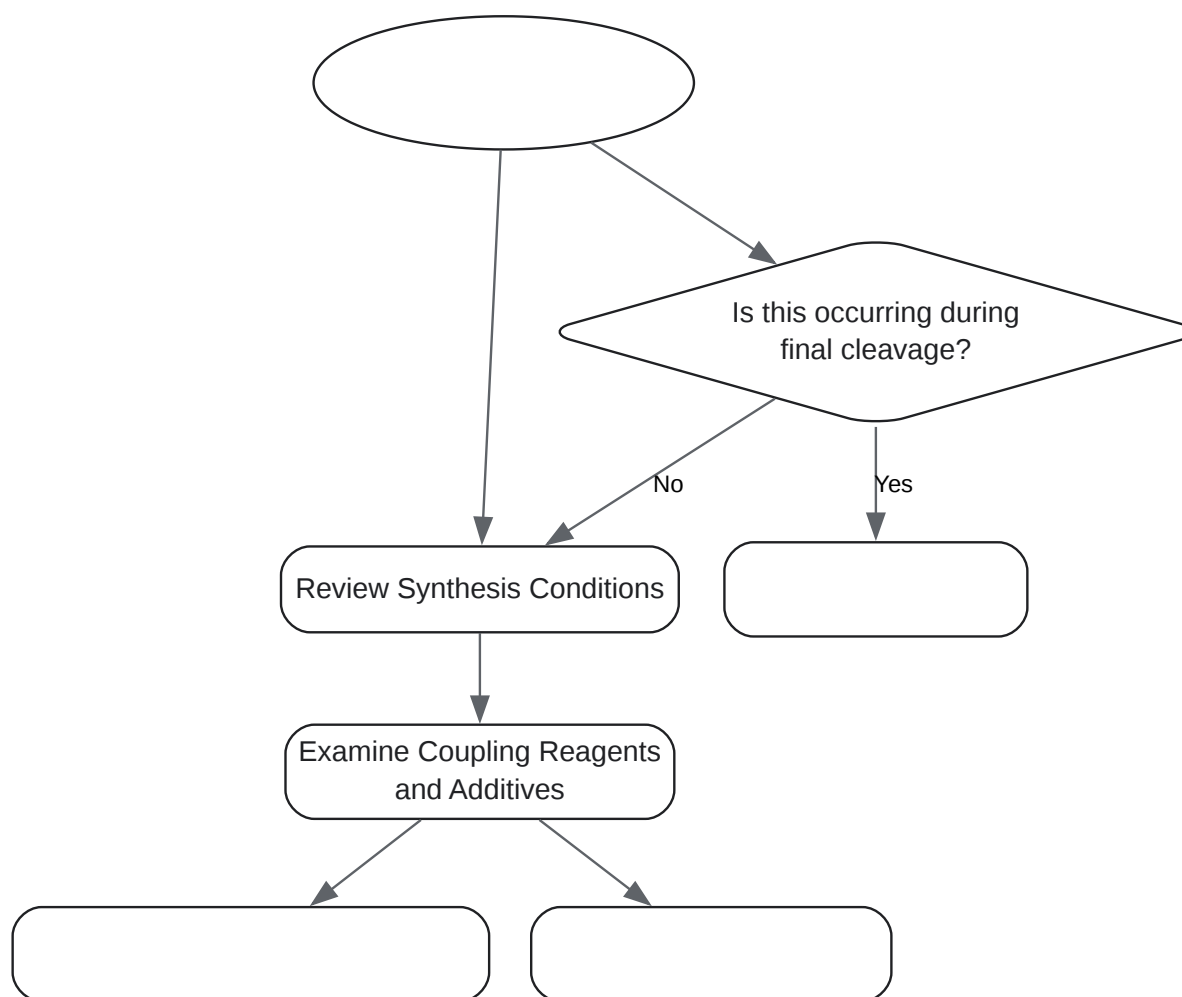 Is this occurring during
final cleavage?
No
Yes
Review Synthesis Conditions
Examine Coupling Reagents
and Additives